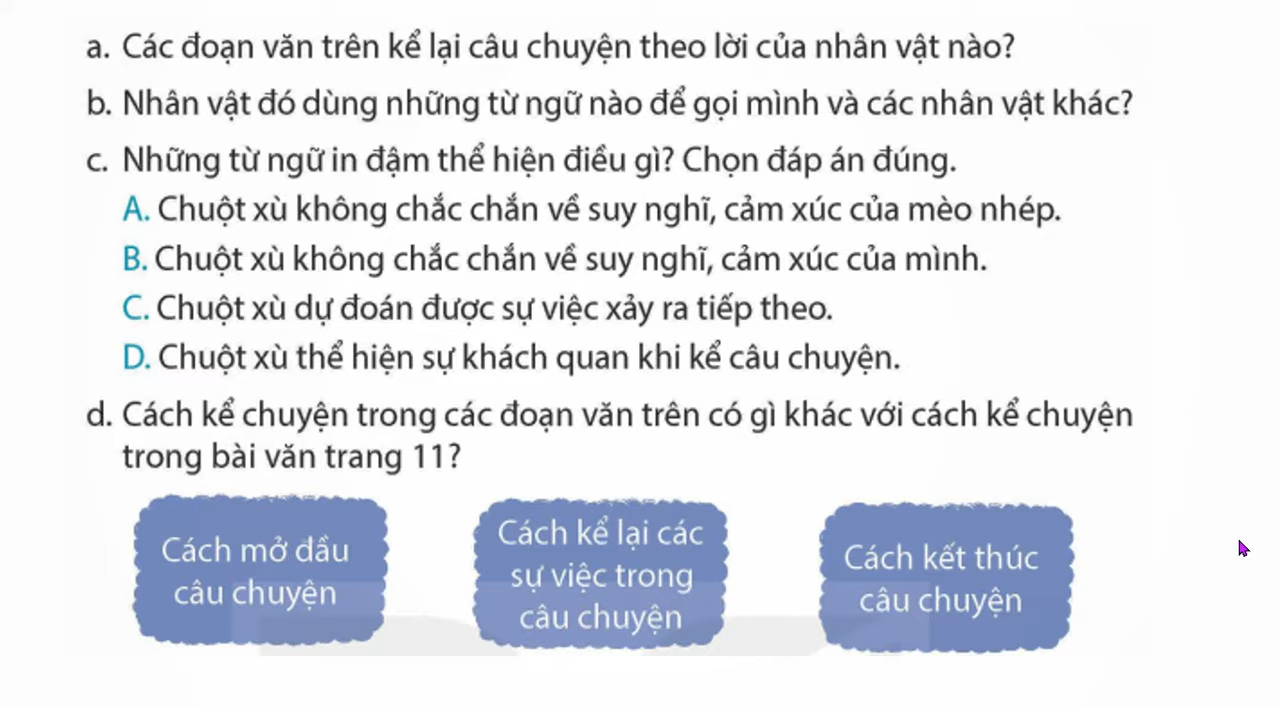 a. Các đoạn văn trên kể lại câu chuyện theo lời của nhân vật nào?
b. Nhân vật đó dùng những từ ngữ nào để gọi mình và các nhân vật khác?
c. Những từ ngữ in đậm thể hiện điều gì? Chọn đáp án đúng.
A. Chuột xù không chắc chắn về suy nghĩ, cảm xúc của mèo nhép.
B. Chuột xù không chắc chắn về suy nghĩ, cảm xúc của mình.
C. Chuột xù dự đoán được sự việc xảy ra tiếp theo.
D. Chuột xù thể hiện sự khách quan khi kể câu chuyện.
d. Cách kể chuyện trong các đoạn văn trên có gì khác với cách kể chuyện
trong bài văn trang 11?
Cách mở đầu
câu chuyện
Cách kể lại các
sự việc trong
câu chuyện
Cách kết thúc
câu chuyện